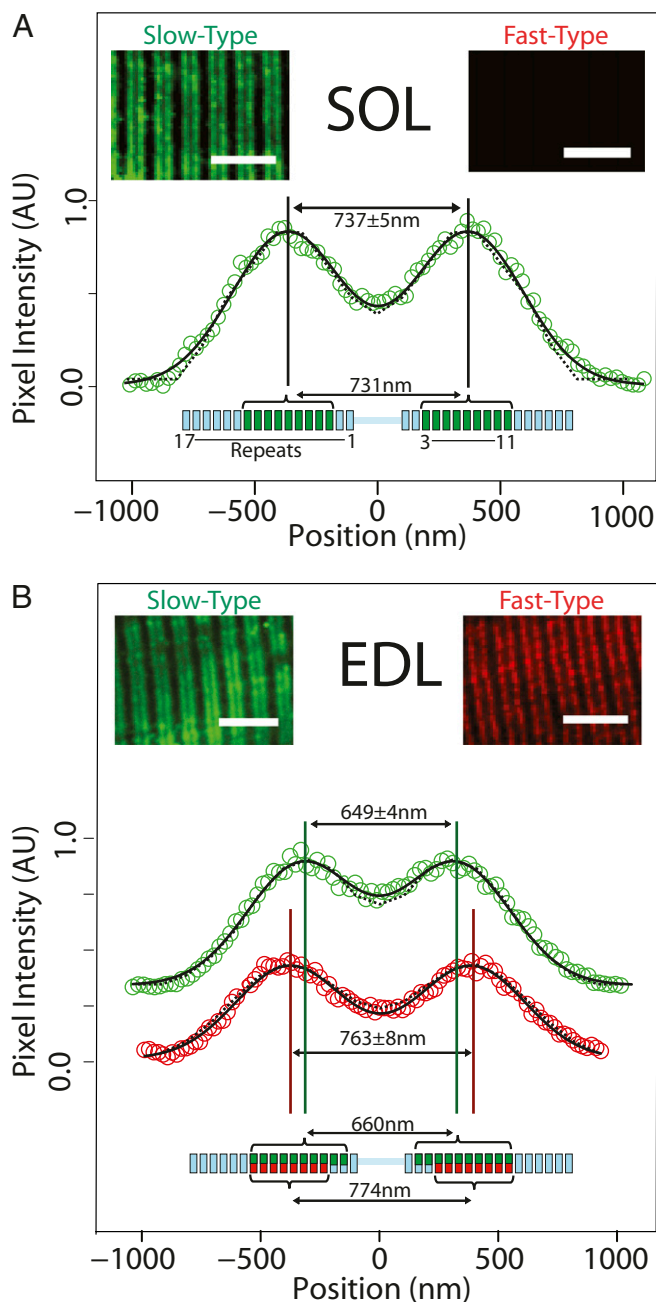 A
Slow-Type
Fast-Type
SOL
Pixel Intensity (AU)
1.0
0.0
737±5nm
731nm
17
1
3
11
Repeats
−1000
−500
0
500
1000
Position (nm)
B
Slow-Type
Fast-Type
EDL
Pixel Intensity (AU)
1.0
0.0
649±4nm
763±8nm
660nm
774nm
−1000
−500
0
500
1000
Position (nm)